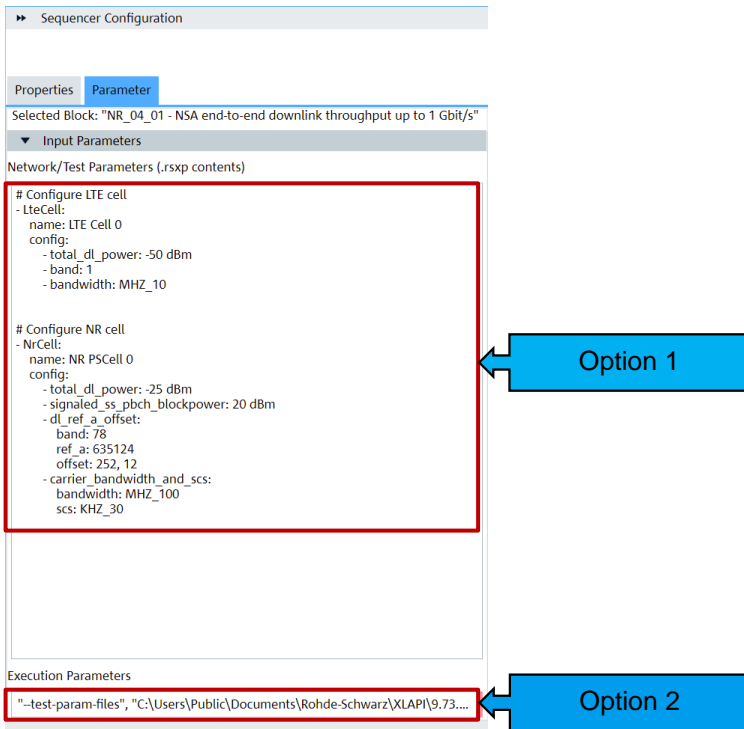 Sequencer Configuration
Properties Parameter
Selected Block: "NR_04_01 - NSA end-to-end downlink throughput up to 1 Gbit/s"
Input Parameters
Network/Test Parameters (.rsxp contents)
# Configure LTE cell
- LteCell:
name: LTE Cell 0
config:
- total_dl_power: -50 dBm
- band: 1
- bandwidth: MHZ_10
# Configure NR cell
- NrCell:
name: NR PSCell 0
config:
- total_dl_power: -25 dBm
- signaled_ss_pbch_blockpower: 20 dBm
- dl_ref_a_offset:
band: 78
ref_a: 635124
offset: 252, 12
- carrier_bandwidth_and_scs:
bandwidth: MHZ_100
scs: KHZ_30
Option 1
Execution Parameters
"--test-param-files", "C:\Users\Public\Documents\Rohde-Schwarz\XLAPI\9.73....
Option 2